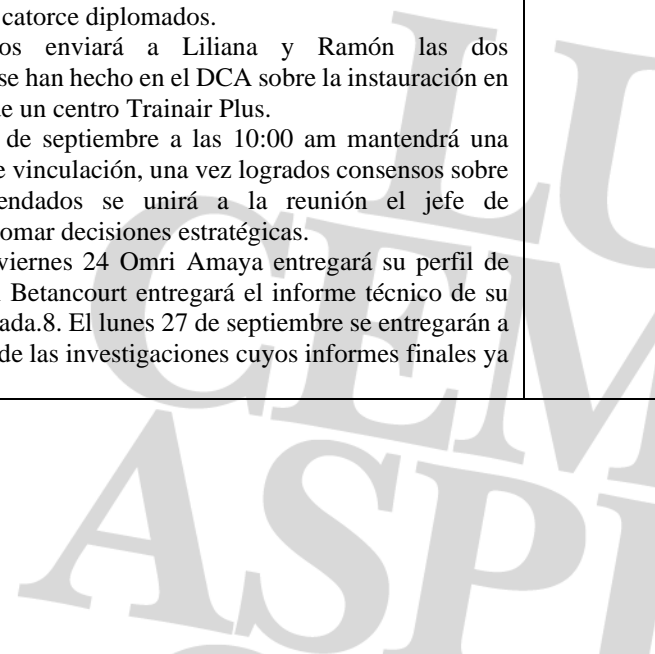 catorce diplomados.
os enviará a Liliana y Ramón las dos
se han hecho en el DCA sobre la instauración en
e un centro Trainair Plus.
de septiembre a las 10:00 am mantendrá una
e vinculación, una vez logrados consensos sobre
endados se unirá a la reunión el jefe de
omar decisiones estratégicas.
viernes 24 Omri Amaya entregará su perfil de
Betancourt entregará el informe técnico de su
ada.8. El lunes 27 de septiembre se entregarán a
de las investigaciones cuyos informes finales ya
LU
CEM
ASPI